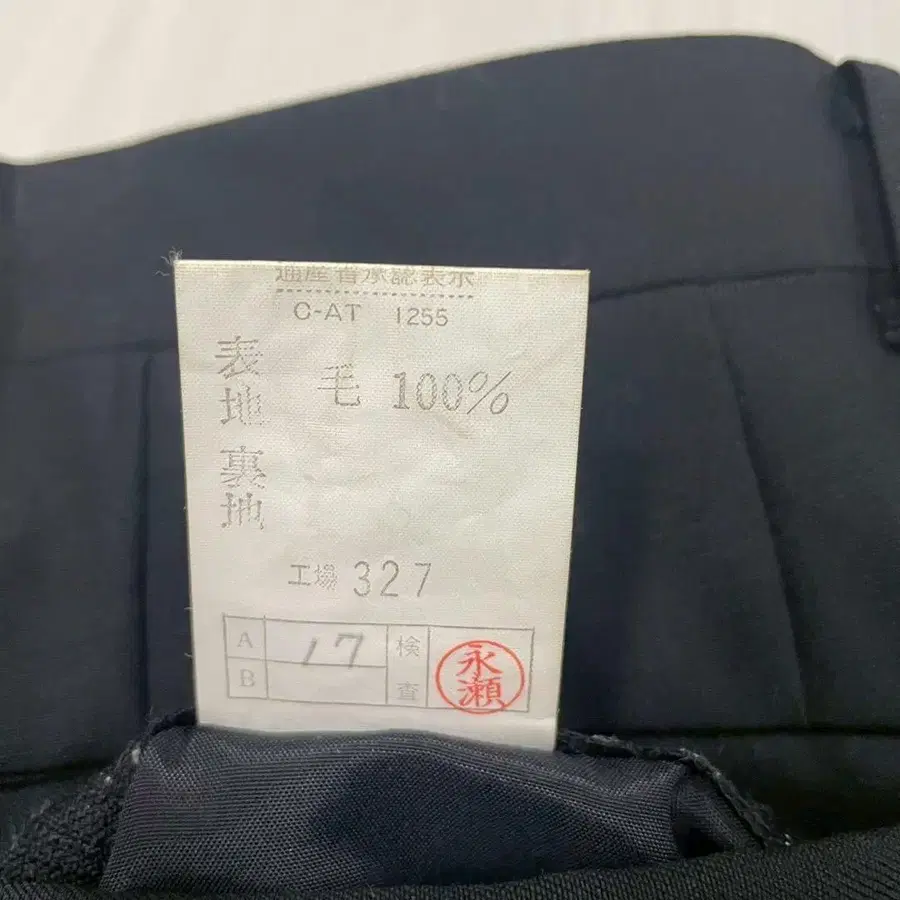 通産省承認表示
C-AT 1255
表地 毛 100%
裏地
工場 327
A 17 検査 永瀬
B